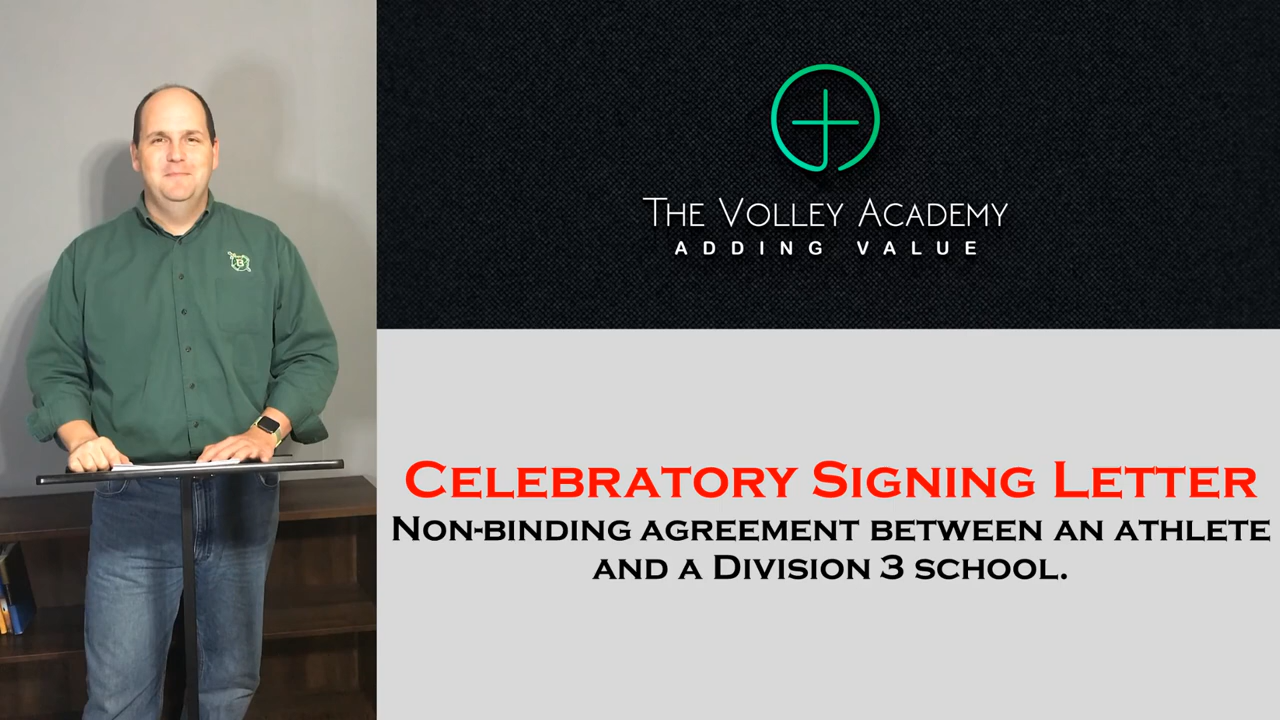 The Volley Academy
ADDING VALUE
B
Celebratory Signing Letter
Non-binding agreement between an athlete
and a Division 3 school.